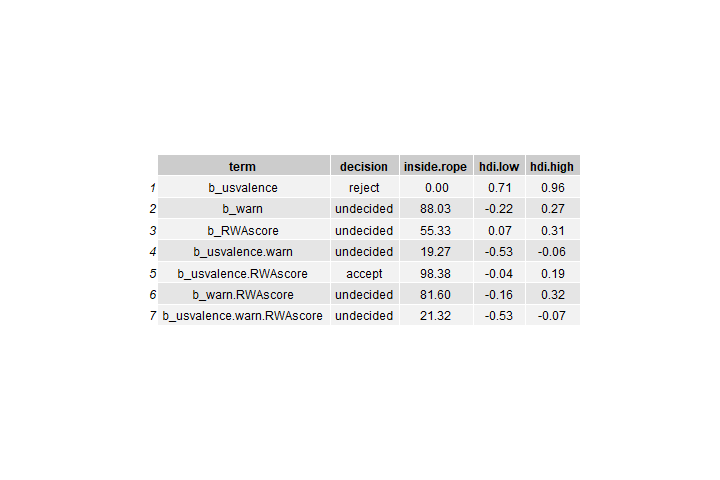 term decision inside.rope hdi.low hdi.high
1 b_usvalence reject 0.00 0.71 0.96
2 b_warn undecided 88.03 -0.22 0.27
3 b_RWAscore undecided 55.33 0.07 0.31
4 b_usvalence.warn undecided 19.27 -0.53 -0.06
5 b_usvalence.RWAscore accept 98.38 -0.04 0.19
6 b_warn.RWAscore undecided 81.60 -0.16 0.32
7 b_usvalence.warn.RWAscore undecided 21.32 -0.53 -0.07